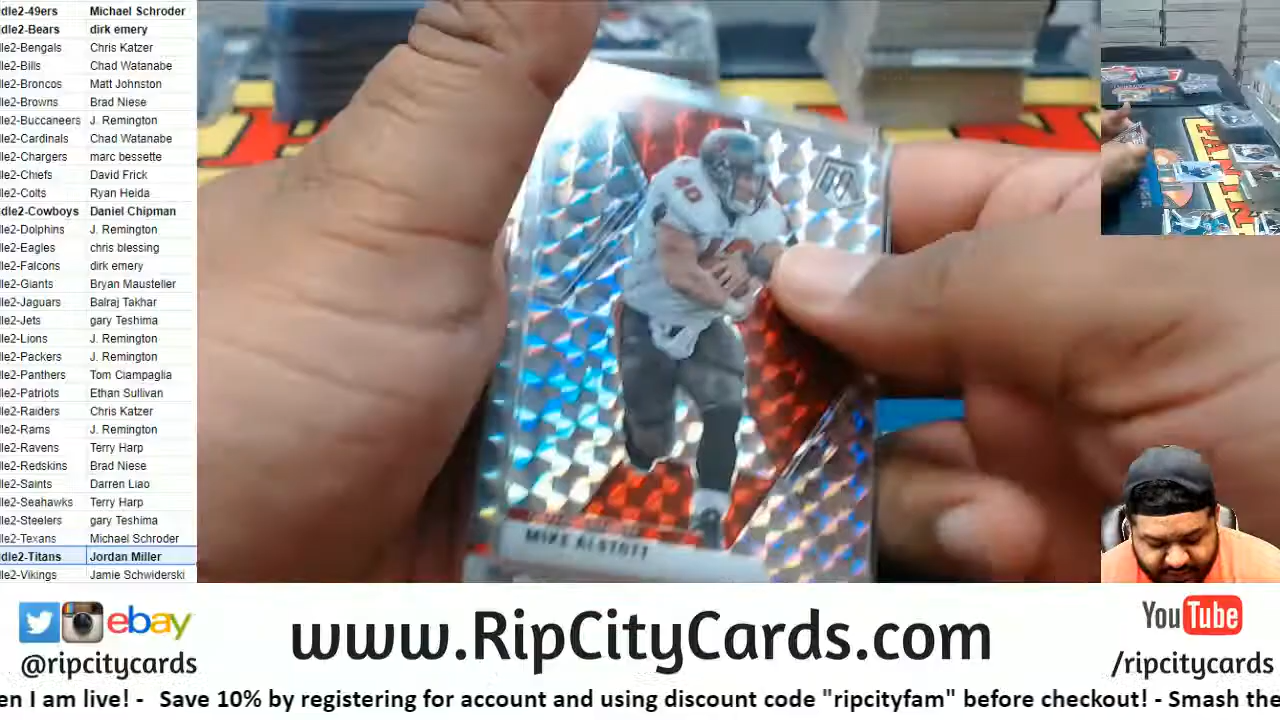 dle2-49ers Michael Schroder
dle2-Bears dirk emery
dle2-Bengals Chris Katzer
dle2-Bills Chad Watanabe
dle2-Broncos Matt Johnston
dle2-Browns Brad Niese
dle2-Buccaneers J. Remington
dle2-Cardinals Chad Watanabe
dle2-Chargers marc bessette
dle2-Chiefs David Frick
dle2-Colts Ryan Heida
dle2-Cowboys Daniel Chipman
dle2-Dolphins J. Remington
dle2-Eagles chris blessing
dle2-Falcons dirk emery
dle2-Giants Bryan Mausteller
dle2-Jaguars Balraj Takhar
dle2-Jets gary Teshima
dle2-Lions J. Remington
dle2-Packers J. Remington
dle2-Panthers Tom Ciampaglia
dle2-Patriots Ethan Sullivan
dle2-Raiders Chris Katzer
dle2-Rams J. Remington
dle2-Ravens Terry Harp
dle2-Redskins Brad Niese
dle2-Saints Darren Liao
dle2-Seahawks Terry Harp
dle2-Steelers gary Teshima
dle2-Texans Michael Schroder
dle2-Titans Jordan Miller
dle2-Vikings Jamie Schwiderski
40
M
MIKE ALSTOTT
PANINI
ebay
@ripcitycards
www.RipCityCards.com
YouTube
/ripcitycards
en I am live! - Save 10% by registering for account and using discount code "ripcityfam" before checkout! - Smash the